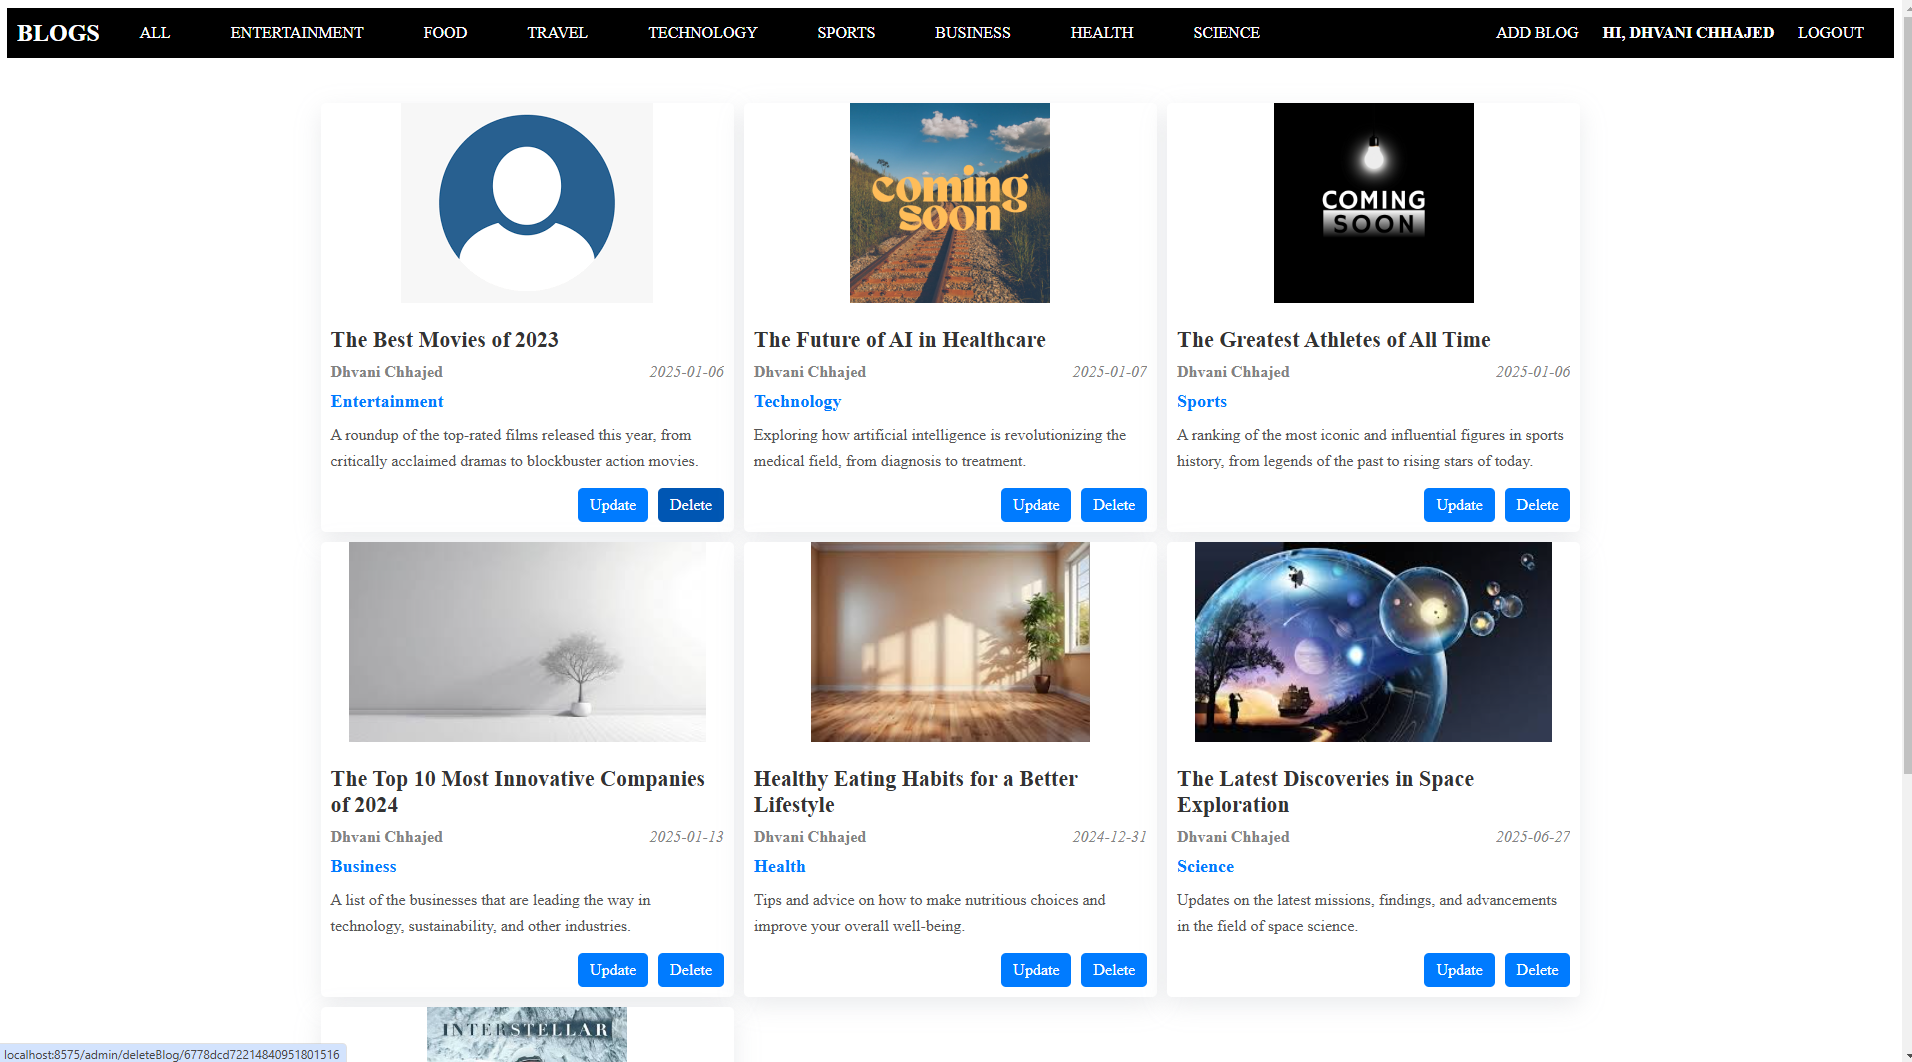 BLOGS ALL ENTERTAINMENT FOOD TRAVEL TECHNOLOGY SPORTS BUSINESS HEALTH SCIENCE ADD BLOG HI, DHVANI CHHAJED LOGOUT
coming
soon
COMING
SOON
The Best Movies of 2023
Dhvani Chhajed 2025-01-06
Entertainment
A roundup of the top-rated films released this year, from
critically acclaimed dramas to blockbuster action movies.
Update Delete
The Future of AI in Healthcare
Dhvani Chhajed 2025-01-07
Technology
Exploring how artificial intelligence is revolutionizing the
medical field, from diagnosis to treatment.
Update Delete
The Greatest Athletes of All Time
Dhvani Chhajed 2025-01-06
Sports
A ranking of the most iconic and influential figures in sports
history, from legends of the past to rising stars of today.
Update Delete
The Top 10 Most Innovative Companies
of 2024
Dhvani Chhajed 2025-01-13
Business
A list of the businesses that are leading the way in
technology, sustainability, and other industries.
Update Delete
Healthy Eating Habits for a Better
Lifestyle
Dhvani Chhajed 2024-12-31
Health
Tips and advice on how to make nutritious choices and
improve your overall well-being.
Update Delete
The Latest Discoveries in Space
Exploration
Dhvani Chhajed 2025-06-27
Science
Updates on the latest missions, findings, and advancements
in the field of space science.
Update Delete
INTERSTELLAR
localhost:8575/admin/deleteBlog/6778dcd72214840951801516